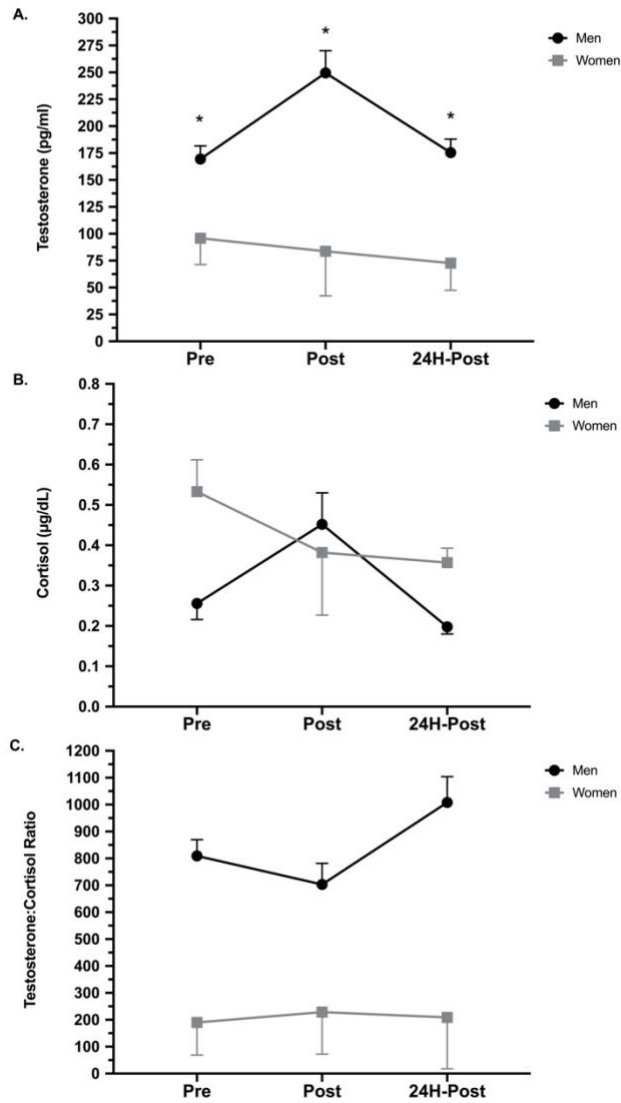 A.
Testosterone (pg/ml)
300
275
250
225
200
175
150
125
100
75
50
25
0
*
*
*
Pre
Post
24H-Post
Men
Women
B.
Cortisol (µg/dL)
0.8
0.7
0.6
0.5
0.4
0.3
0.2
0.1
0.0
Pre
Post
24H-Post
Men
Women
C.
Testosterone:Cortisol Ratio
1200
1100
1000
900
800
700
600
500
400
300
200
100
0
Pre
Post
24H-Post
Men
Women